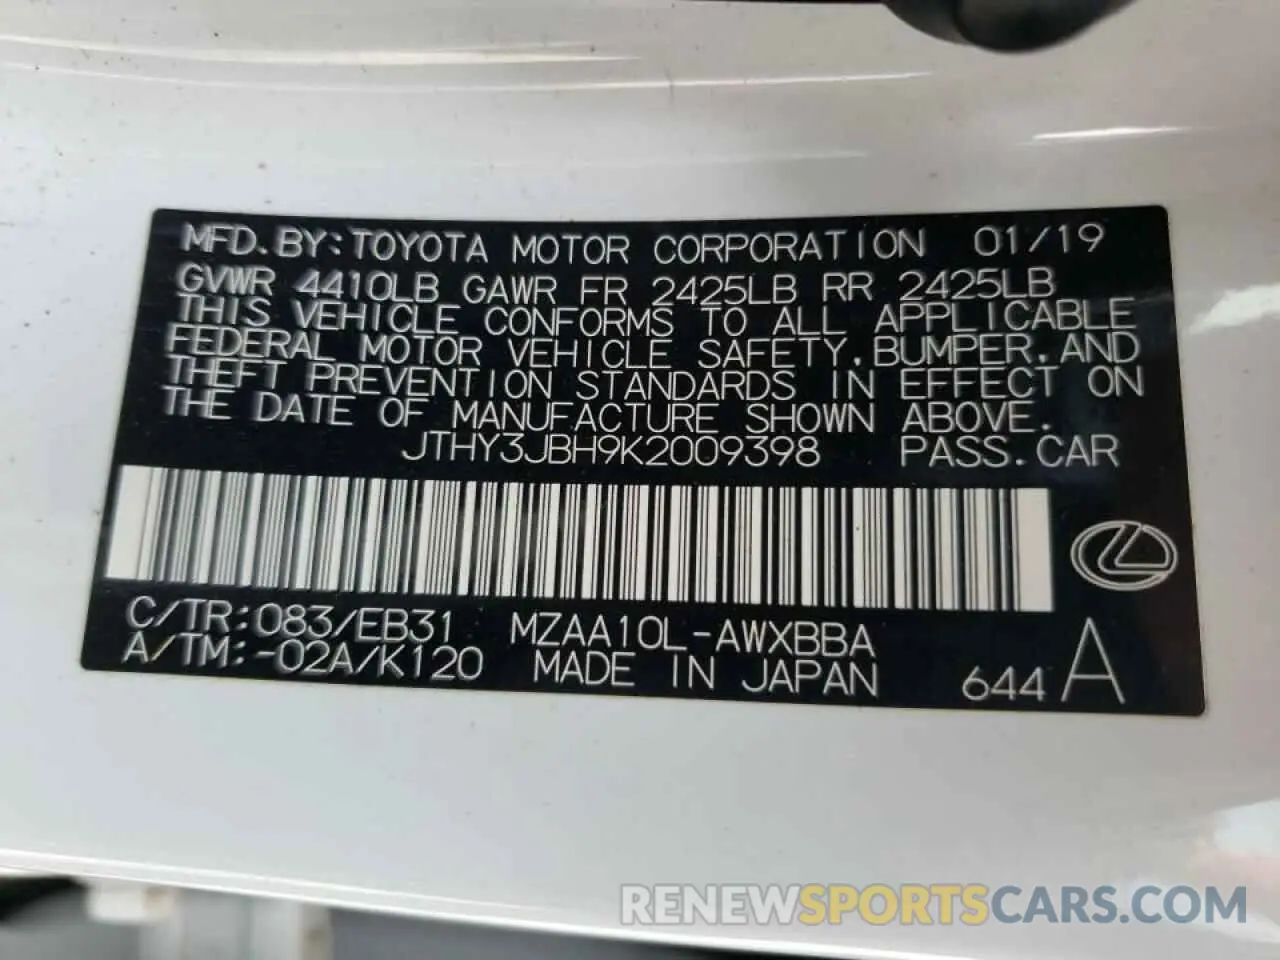 MFD.BY:TOYOTA MOTOR CORPORATION 01/19
GVWR 4410LB GAWR FR 2425LB RR 2425LB
THIS VEHICLE CONFORMS TO ALL APPLICABLE
FEDERAL MOTOR VEHICLE SAFETY,BUMPER,AND
THEFT PREVENTION STANDARDS IN EFFECT ON
THE DATE OF MANUFACTURE SHOWN ABOVE.
JTHY3JBH9K2009398 PASS.CAR
C/TR:083/EB31 MZAA10L-AWXBBA
A/TM:-02A/K120 MADE IN JAPAN 644 A
RENEWSPORTSCARS.COM